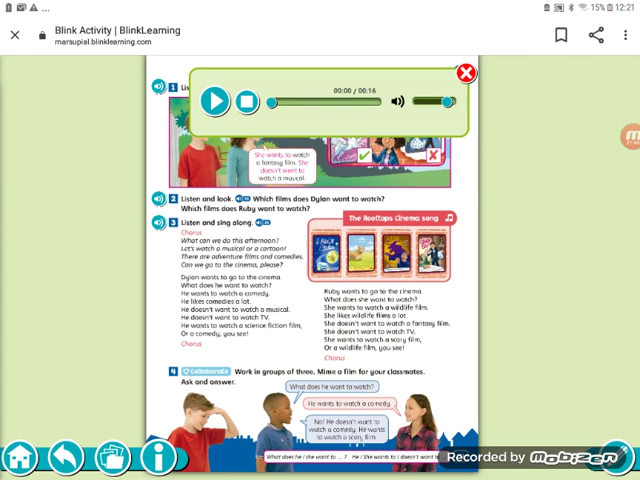 12:21
15%
Blink Activity | BlinkLearning
marsupial.blinklearning.com
00:00 / 00:16
1
She wants to watch
a fantasy film. She
doesn't want to
watch a musical.
2 Listen and look. Which films does Dylan want to watch?
Which films does Ruby want to watch?
3 Listen and sing along.
The Rooftops Cinema song
Chorus
What can we do this afternoon?
Let's watch a musical or a cartoon!
There are adventure films and comedies.
Can we go to the cinema, please?
Dylan wants to go to the cinema.
What does he want to watch?
He wants to watch a comedy.
He likes comedies a lot.
He doesn't want to watch a musical.
He doesn't want to watch TV.
He wants to watch a science fiction film,
Or a comedy, you see!
Chorus
Ruby wants to go to the cinema.
What does she want to watch?
She wants to watch a wildlife film.
She likes wildlife films a lot.
She doesn't want to watch a fantasy film.
She doesn't want to watch TV.
She wants to watch a scary film,
Or a wildlife film, you see!
Chorus
4 Collaborate Work in groups of three. Mime a film for your classmates.
Ask and answer.
What does he want to watch?
He wants to watch a comedy.
No! He doesn't want to
watch a comedy. He wants
to watch a scary film.
What does he / she want to ... ? He / She wants to / doesn't want to
Recorded by Mobizen